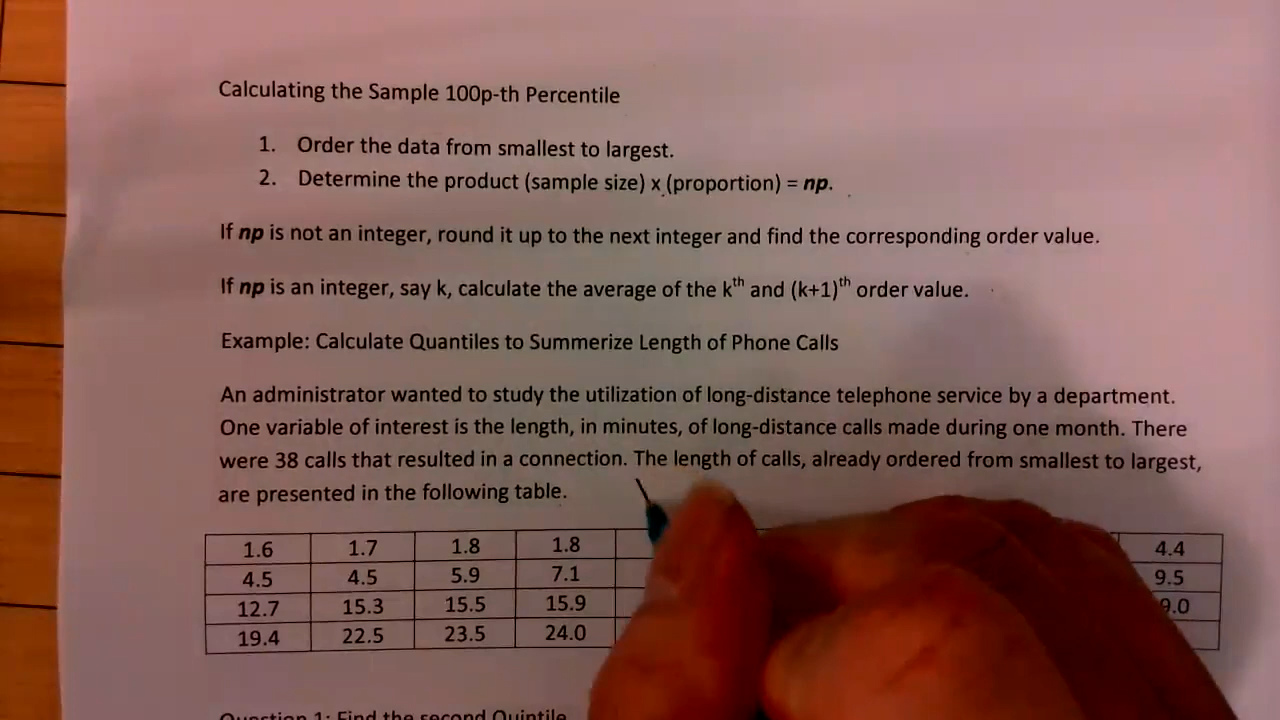 Calculating the Sample 100p-th Percentile
1. Order the data from smallest to largest.
2. Determine the product (sample size) x (proportion) = np.
If np is not an integer, round it up to the next integer and find the corresponding order value.
If np is an integer, say k, calculate the average of the kth and (k+1)th order value.
Example: Calculate Quantiles to Summerize Length of Phone Calls
An administrator wanted to study the utilization of long-distance telephone service by a department.
One variable of interest is the length, in minutes, of long-distance calls made during one month. There
were 38 calls that resulted in a connection. The length of calls, already ordered from smallest to largest,
are presented in the following table.
1.6 1.7 1.8 1.8 4.4
4.5 4.5 5.9 7.1 9.5
12.7 15.3 15.5 15.9 9.0
19.4 22.5 23.5 24.0
Question 1: Find the second Quintile